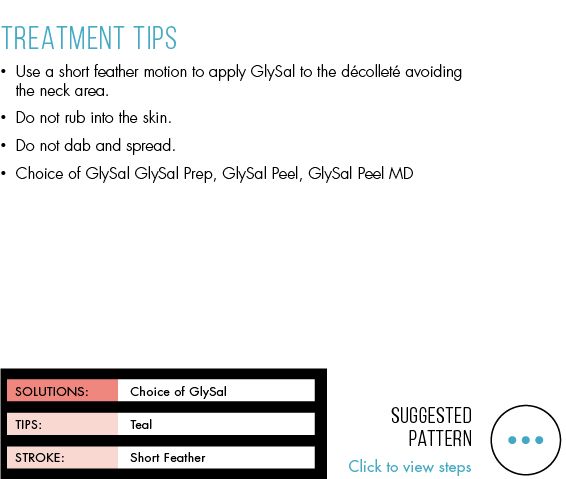 TREATMENT TIPS
• Use a short feather motion to apply GlySal to the décolleté avoiding
the neck area.
• Do not rub into the skin.
• Do not dab and spread.
• Choice of GlySal GlySal Prep, GlySal Peel, GlySal Peel MD
SOLUTIONS: Choice of GlySal
TIPS: Teal
STROKE: Short Feather
SUGGESTED
PATTERN
Click to view steps